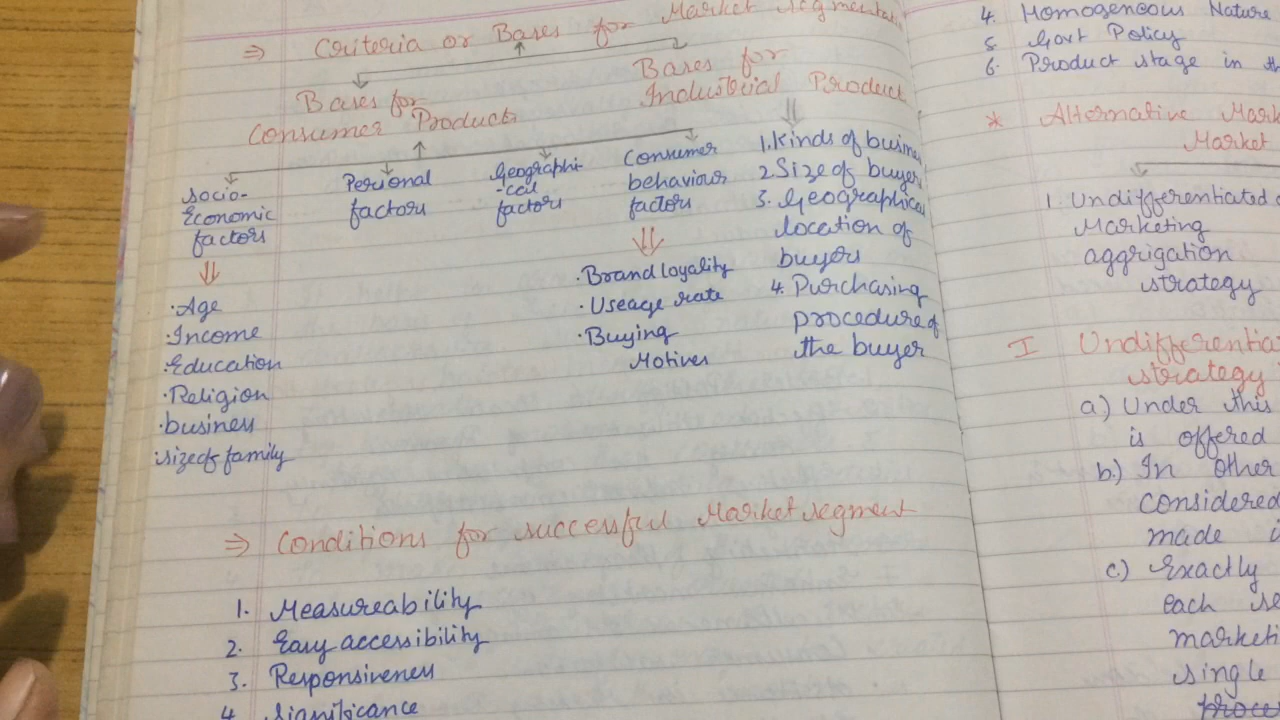 ⇒ Criteria or Bases for Market Segmentati
Bases for
Consumer Products
Bases for
Industrial Product
Socio-
Economic
factors
Personal
factors
Geographi-
-cal
factors
Consumer
behaviour
factors
· Age
· Income
· Education
· Religion
· business
· size of family
· Brand loyality
· Useage rate
· Buying
Motives
1. Kinds of busines
2. Size of buyer
3. Geographical
location of
buyers
4. Purchasing
procedure of
the buyer
⇒ Conditions for successful Market segment
1. Measureability
2. Easy accessibility
3. Responsiveness
4. Significance
4. Homogeneous Nature
5. Govt Policy
6. Product stage in th
* Alternative Mark
Market
1. Undifferentiated o
Marketing
aggrigation
strategy
I Undifferentia
strategy
a.) Under this
is offered
b.) In other
considered
made
c.) Exactly
each se
marketi
single